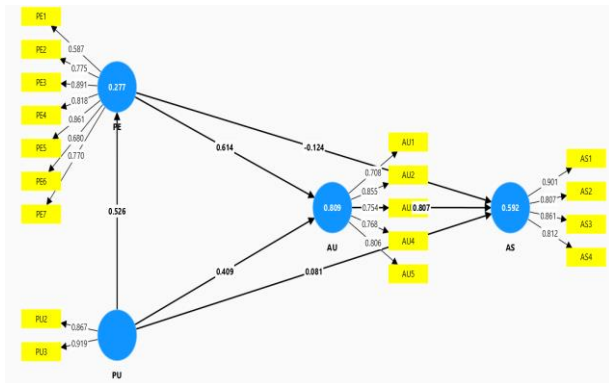 PE1
PE2
PE3
PE4
PE5
PE6
PE7
0.587
0.775
0.891
0.818
0.861
0.680
0.770
0.277
PE
0.526
0.614
-0.124
0.409
0.081
PU2
PU3
0.867
0.919
PU
0.809
AU
0.708
0.855
0.754
0.768
0.806
AU1
AU2
AU
AU4
AU5
0.807
0.592
AS
0.901
0.807
0.861
0.812
AS1
AS2
AS3
AS4